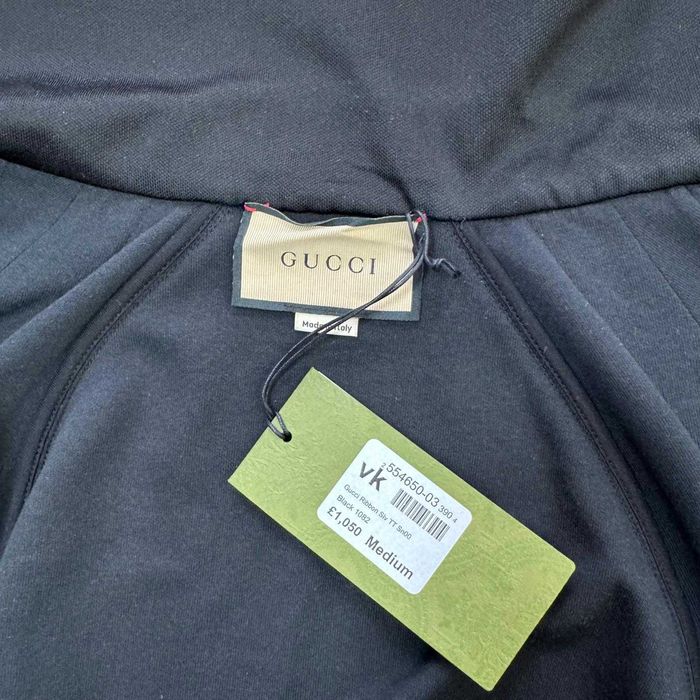 GUCCI
Made in Italy
vk
2
554650-03 390 4
Gucci Ribbon Slv TT Sn00
Black 1082
£1,050 Medium